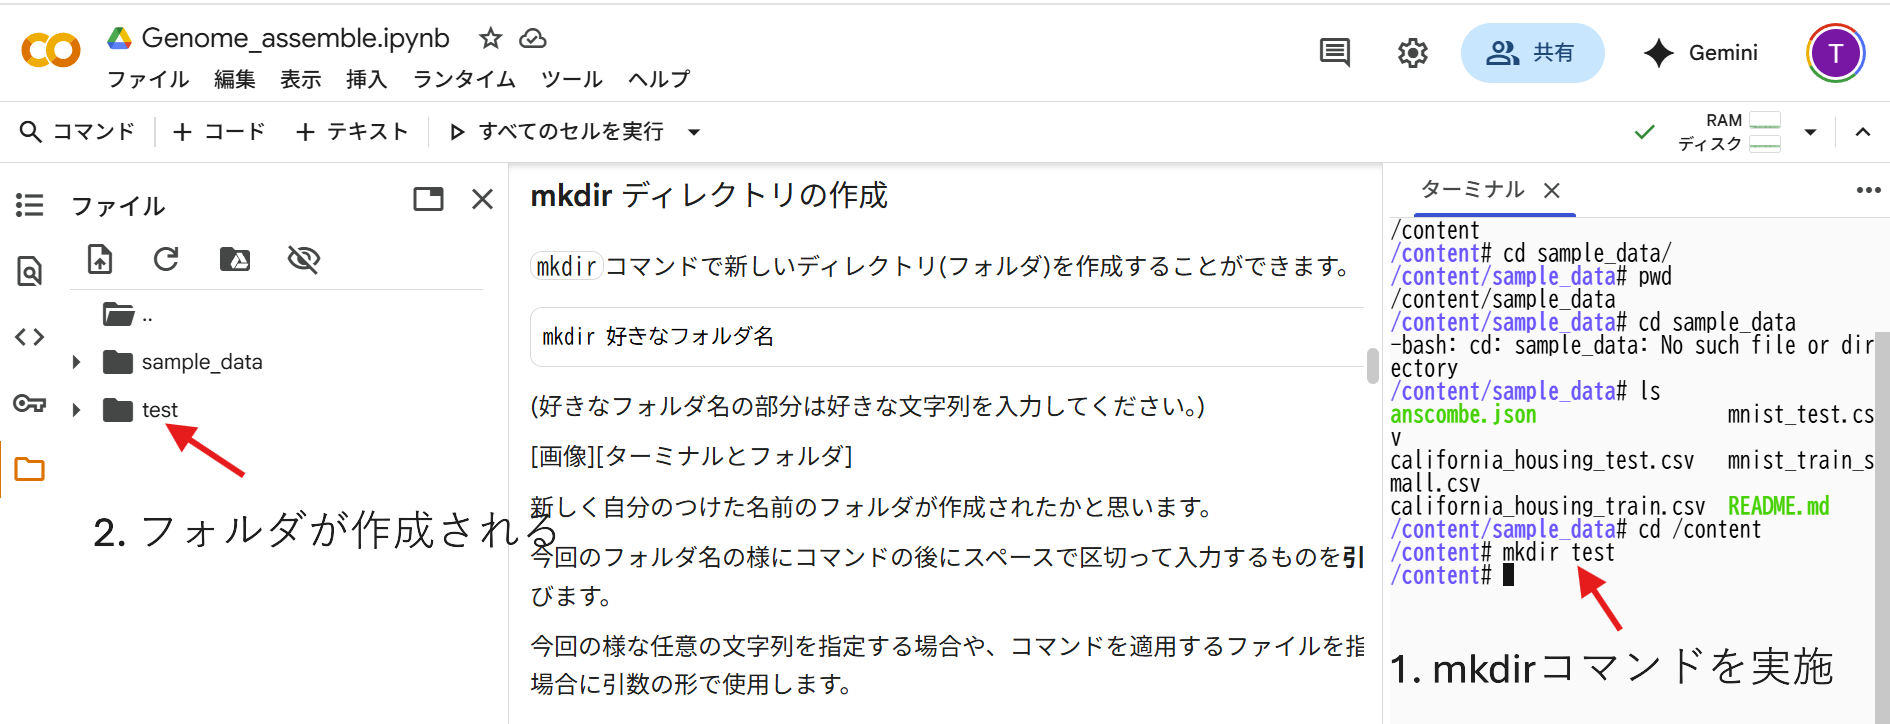 Genome_assemble.ipynb
ファイル 編集 表示 挿入 ランタイム ツール ヘルプ
共有
Gemini
T
コマンド
+ コード
+ テキスト
すべてのセルを実行
RAM
ディスク
ファイル
..
sample_data
test
2. フォルダが作成される
mkdir ディレクトリの作成
mkdirコマンドで新しいディレクトリ(フォルダ)を作成することができます。
mkdir 好きなフォルダ名
(好きなフォルダ名の部分は好きな文字列を入力してください。)
[画像][ターミナルとフォルダ]
新しく自分のつけた名前のフォルダが作成されたかと思います。
今回のフォルダ名の様にコマンドの後にスペースで区切って入力するものを引
びます。
今回の様な任意の文字列を指定する場合や、コマンドを適用するファイルを指
場合に引数の形で使用します。
ターミナル
/content
/content# cd sample_data/
/content/sample_data# pwd
/content/sample_data
/content/sample_data# cd sample_data
-bash: cd: sample_data: No such file or dir
ectory
/content/sample_data# ls
anscombe.json mnist_test.cs
v
california_housing_test.csv mnist_train_s
mall.csv
california_housing_train.csv README.md
/content/sample_data# cd /content
/content# mkdir test
/content#
1. mkdirコマンドを実施